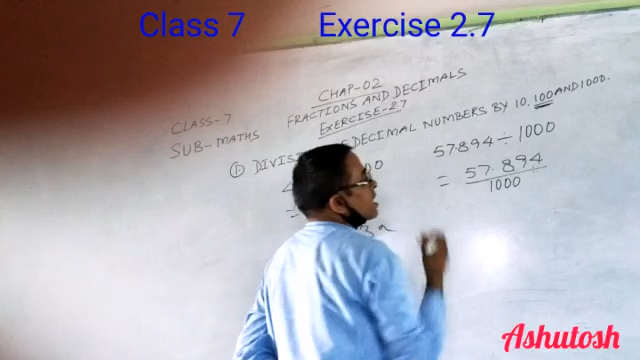 Class 7 Exercise 2.7
CHAP-02
CLASS-7 FRACTIONS AND DECIMALS
SUB-MATHS EXERCISE-2.7
① DECIMAL NUMBERS BY 10, 100 AND 1000.
57.894 ÷ 1000
= 57.894
1000
Ashutosh